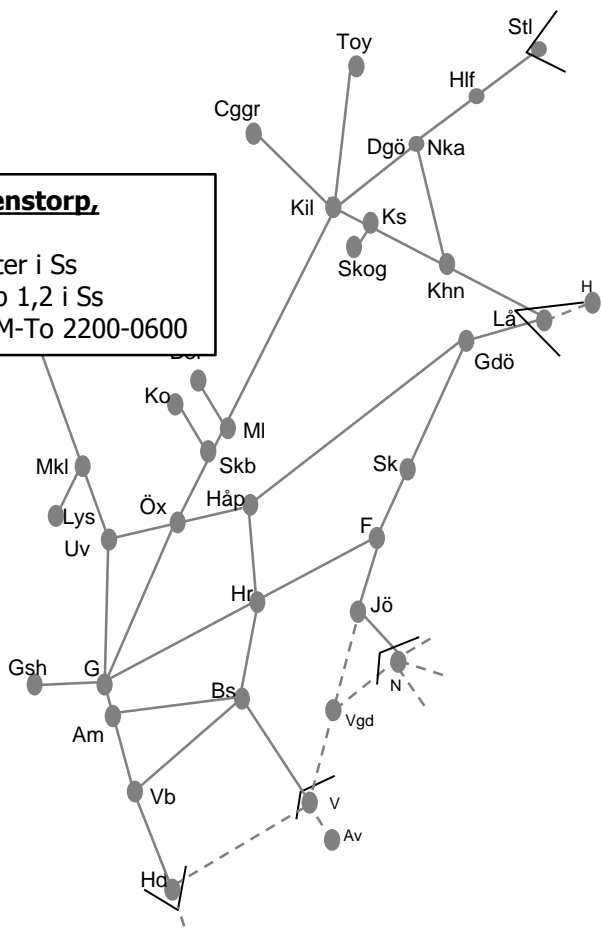 Stl
Toy
Hlf
Cggr
Dgö
Nka
Kil
Ks
Skog
Khn
H
Lå
Gdö
enstorp,
ter i Ss
o 1,2 i Ss
M-To 2200-0600
Ko
Ml
Skb
Mkl
Sk
Lys
Öx
Håp
Uv
F
Hr
Jö
Gsh
G
N
Bs
Am
Vgd
Vb
V
Av